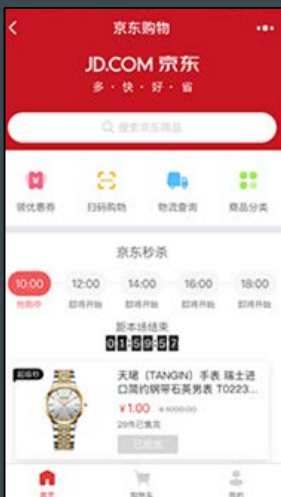 京东购物
JD.COM 京东
多·快·好·省
搜索京东商品
领优惠券 扫码购物 物流查询 商品分类
京东秒杀
10:00 12:00 14:00 16:00 18:00
抢购中 即将开始 即将开始 即将开始 即将开始
距本场结束
01:59:57
超级秒
天珺（TANGIN）手表 瑞士进
口简约钢带石英男表 T0223...
¥1.00 ¥1000.00
29件已售完
已抢光
首页 购物车 我的